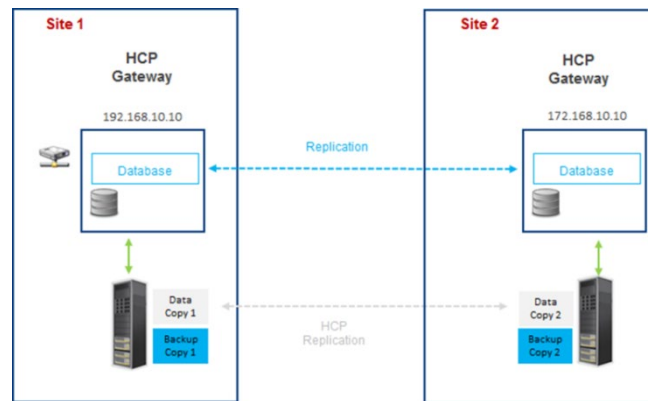 Site 1
HCP
Gateway
192.168.10.10
Database
Data
Copy 1
Backup
Copy 1
Replication
HCP
Replication
Site 2
HCP
Gateway
172.168.10.10
Database
Data
Copy 2
Backup
Copy 2